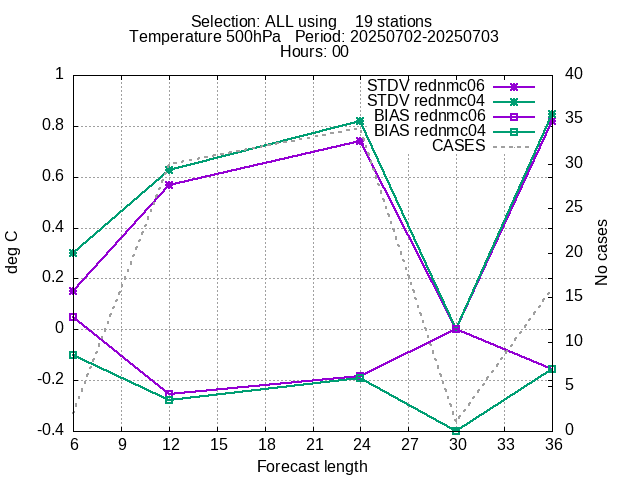 Selection: ALL using    19 stations
Temperature 500hPa   Period: 20250702-20250703
Hours: 00
1
0.8
0.6
0.4
0.2
0
-0.2
-0.4
deg C
40
35
30
25
20
15
10
5
0
No cases
STDV rednmc06
STDV rednmc04
BIAS rednmc06
BIAS rednmc04
CASES
6 9 12 15 18 21 24 27 30 33 36
Forecast length